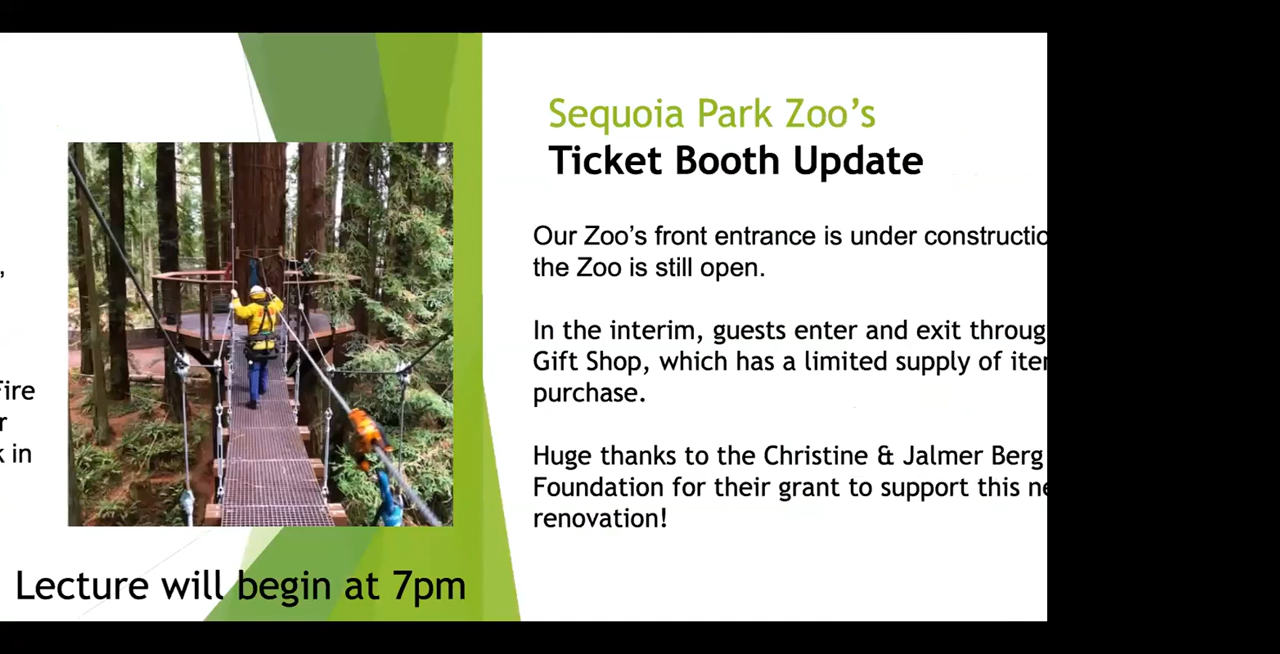 ,
Fire
r
k in
Lecture will begin at 7pm
Sequoia Park Zoo’s
Ticket Booth Update
Our Zoo’s front entrance is under constructio
the Zoo is still open.
In the interim, guests enter and exit throug
Gift Shop, which has a limited supply of ite
purchase.
Huge thanks to the Christine & Jalmer Berg
Foundation for their grant to support this ne
renovation!